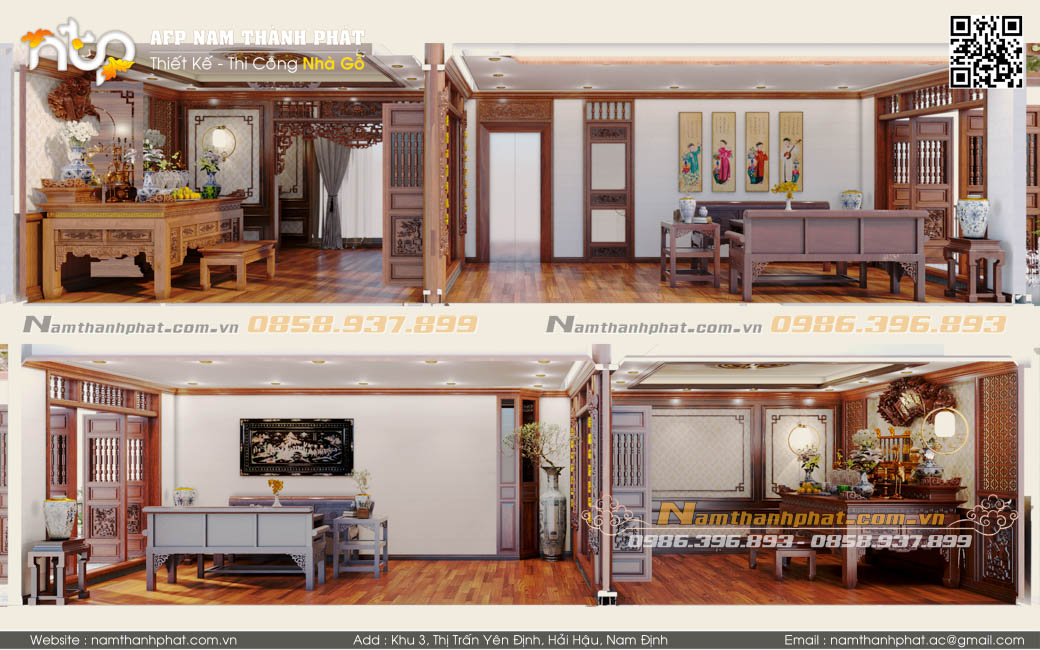 ntp
AFP NAM THÀNH PHÁT
Thiết Kế - Thi Công Nhà Gỗ
Namthanhphat.com.vn 0858.937.899
Namthanhphat.com.vn 0986.396.893
Namthanhphat.com.vn
0986.396.893 - 0858.937.899
Website : namthanhphat.com.vn
Add : Khu 3, Thị Trấn Yên Định, Hải Hậu, Nam Định
Email : namthanhphat.ac@gmail.com